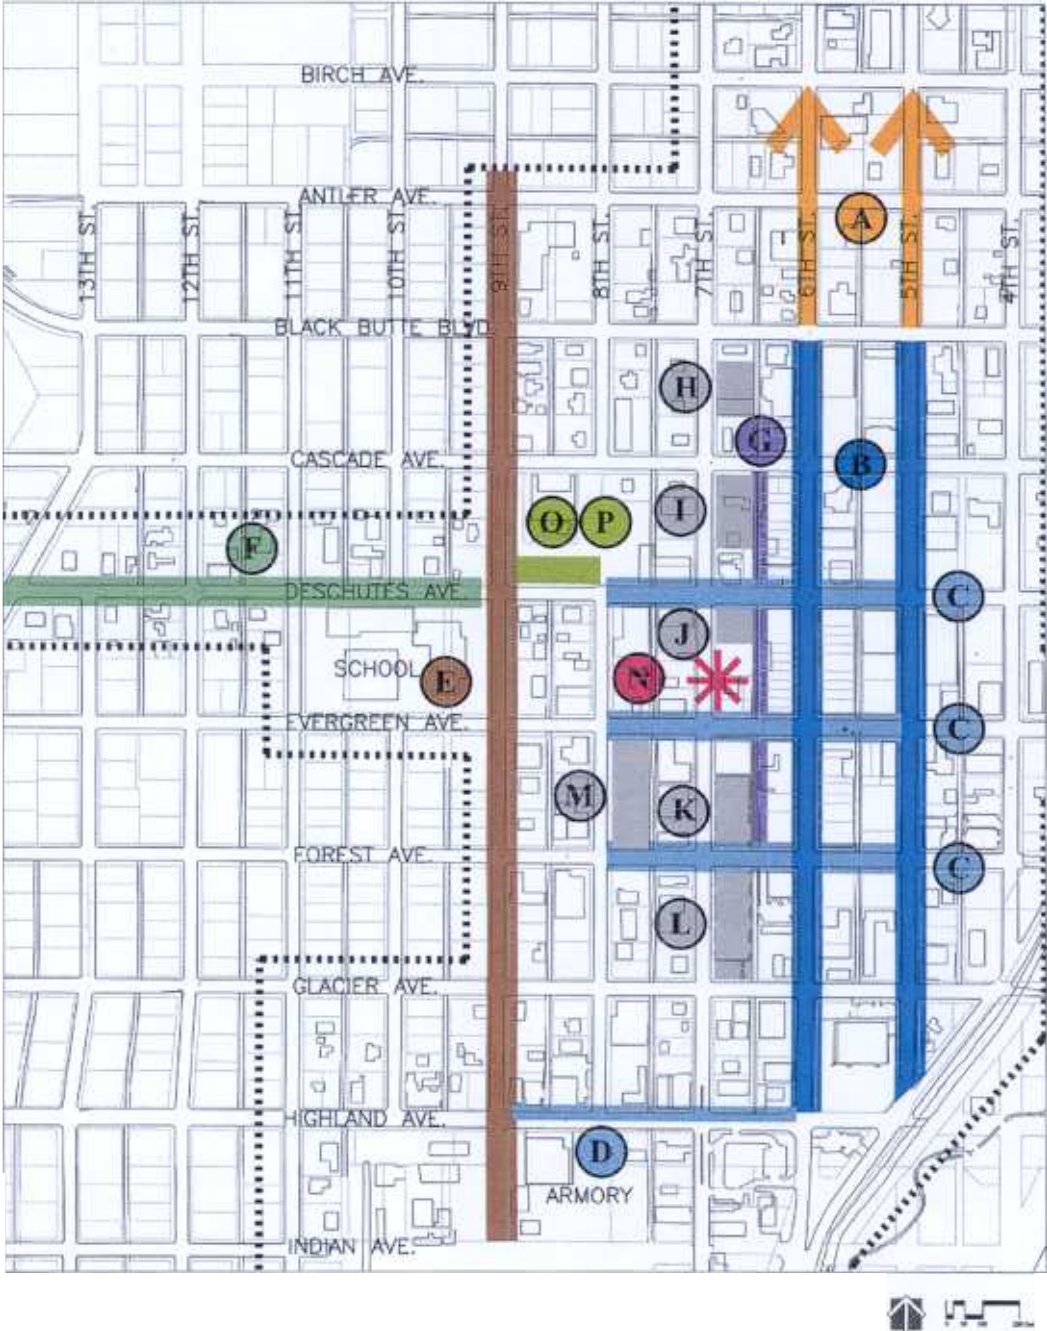 BIRCH AVE.
ANTLER AVE.
A
13TH ST.
12TH ST.
11TH ST.
10TH ST.
9TH ST.
8TH ST.
7TH ST.
6TH ST.
5TH ST.
4TH ST.
BLACK BUTTE BLVD.
H
G
CASCADE AVE.
B
O P
I
F
DESCHUTES AVE.
C
J
SCHOOL
E
N
EVERGREEN AVE.
C
M
K
FOREST AVE.
C
L
GLACIER AVE.
HIGHLAND AVE.
D
ARMORY
INDIAN AVE.